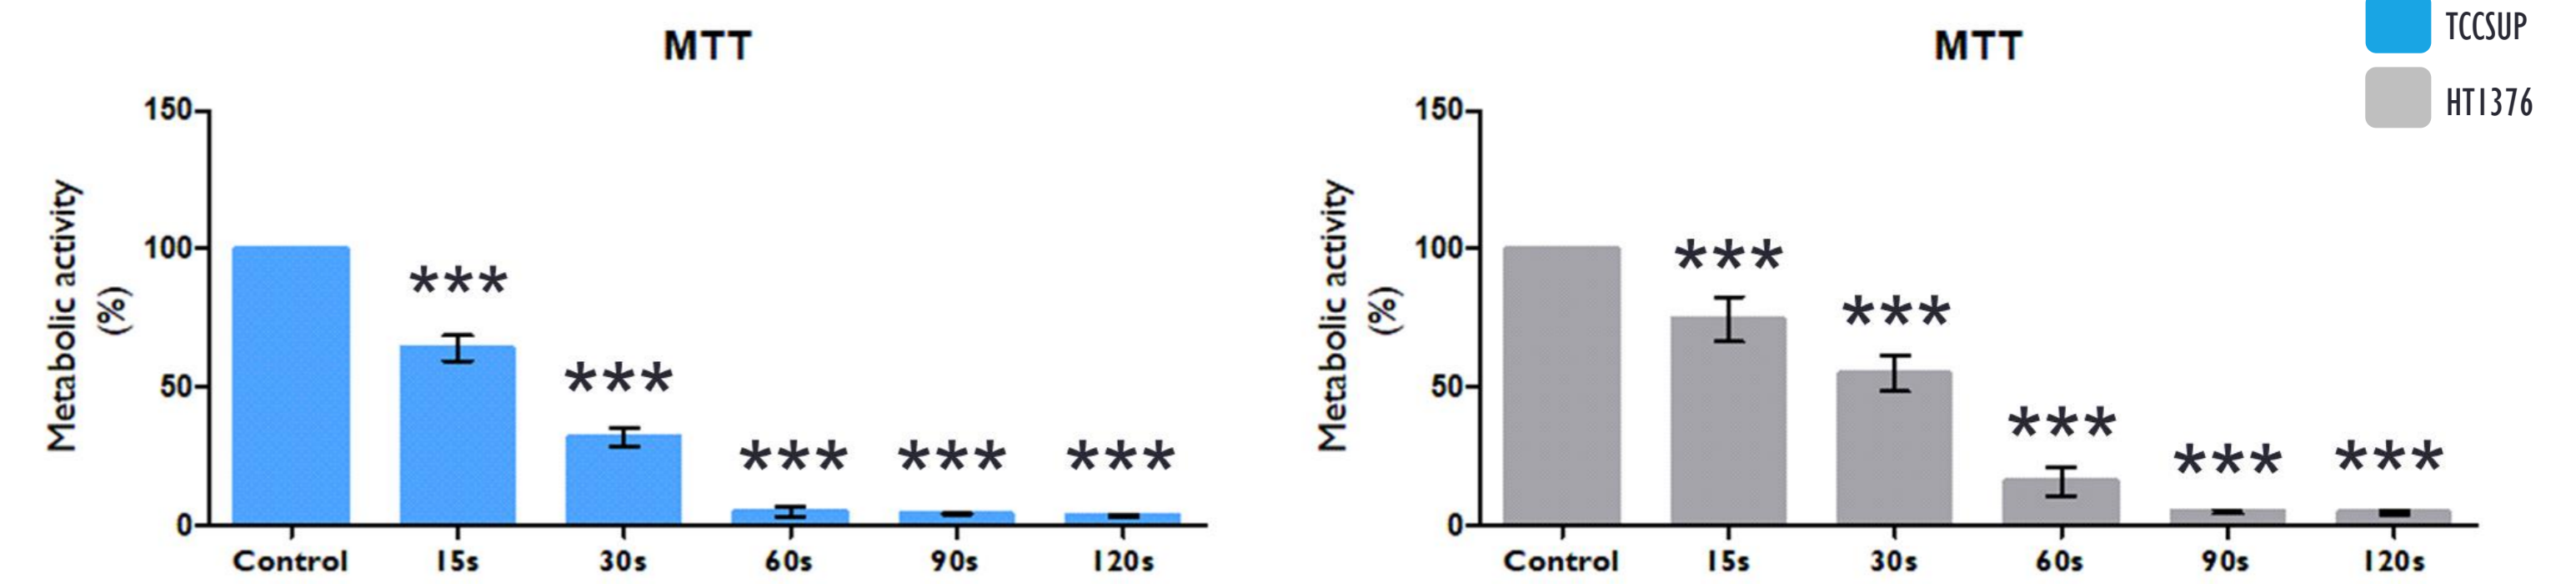 MTT
150
100
50
0
Metabolic activity
(%)
***
***
***
***
***
Control 15s 30s 60s 90s 120s
MTT
150
100
50
0
Metabolic activity
(%)
***
***
***
***
***
Control 15s 30s 60s 90s 120s
TCCSUP
HT1376